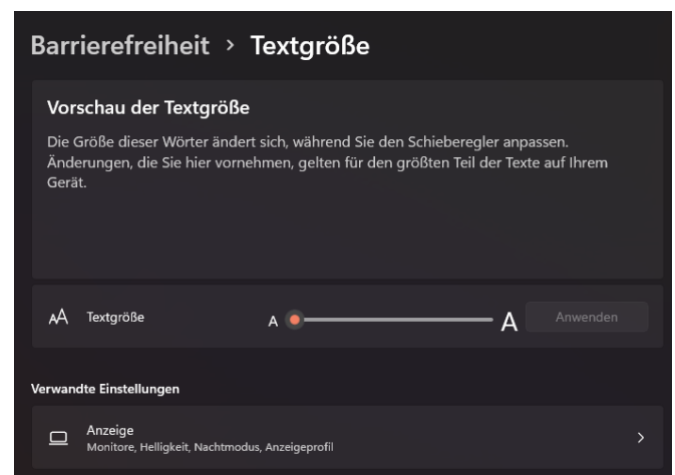 Barrierefreiheit > Textgröße
Vorschau der Textgröße
Die Größe dieser Wörter ändert sich, während Sie den Schieberegler anpassen.
Änderungen, die Sie hier vornehmen, gelten für den größten Teil der Texte auf Ihrem
Gerät.
AA Textgröße A A Anwenden
Verwandte Einstellungen
Anzeige
Monitore, Helligkeit, Nachtmodus, Anzeigeprofil